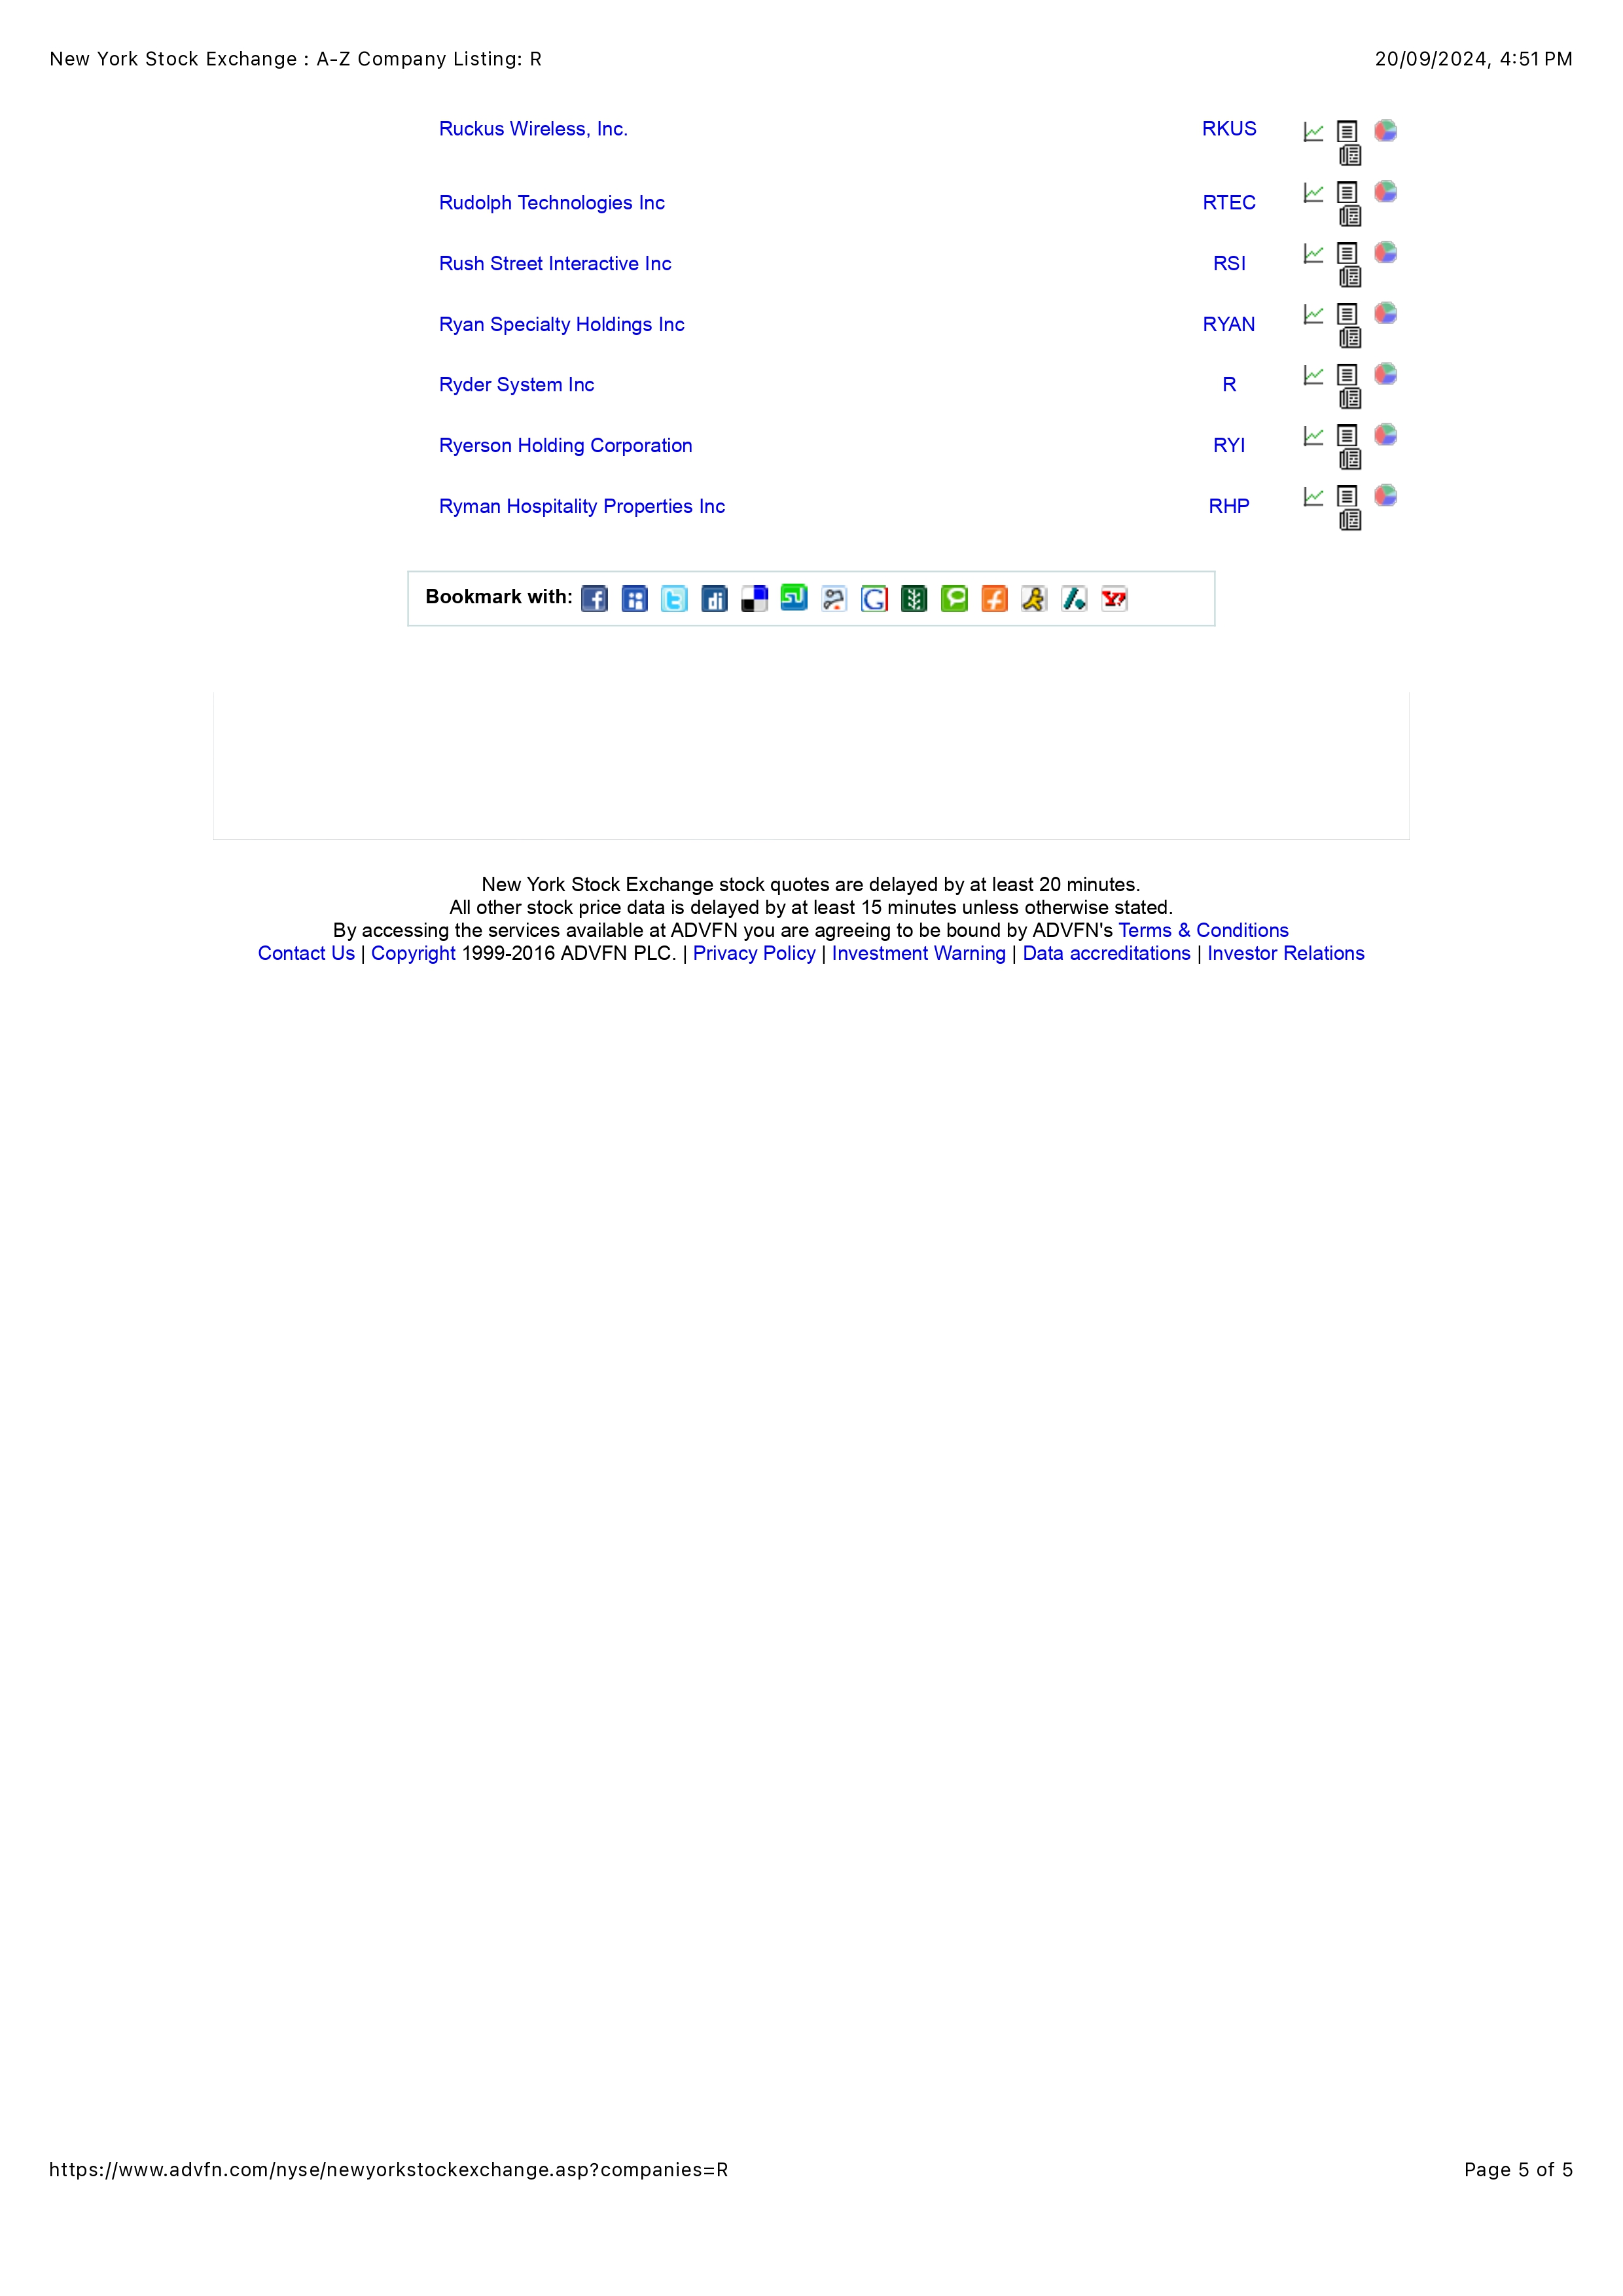 New York Stock Exchange : A-Z Company Listing: R 20/09/2024, 4:51 PM
Ruckus Wireless, Inc. RKUS
Rudolph Technologies Inc RTEC
Rush Street Interactive Inc RSI
Ryan Specialty Holdings Inc RYAN
Ryder System Inc R
Ryerson Holding Corporation RYI
Ryman Hospitality Properties Inc RHP
Bookmark with:
New York Stock Exchange stock quotes are delayed by at least 20 minutes.
All other stock price data is delayed by at least 15 minutes unless otherwise stated.
By accessing the services available at ADVFN you are agreeing to be bound by ADVFN's Terms & Conditions
Contact Us | Copyright 1999-2016 ADVFN PLC. | Privacy Policy | Investment Warning | Data accreditations | Investor Relations
https://www.advfn.com/nyse/newyorkstockexchange.asp?companies=R Page 5 of 5